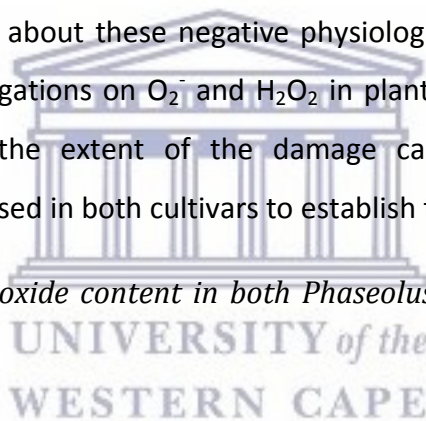 about these negative physiolog
gations on O₂⁻ and H₂O₂ in plant
the extent of the damage ca
sed in both cultivars to establish t
oxide content in both Phaseolus
UNIVERSITY of the
WESTERN CAPE